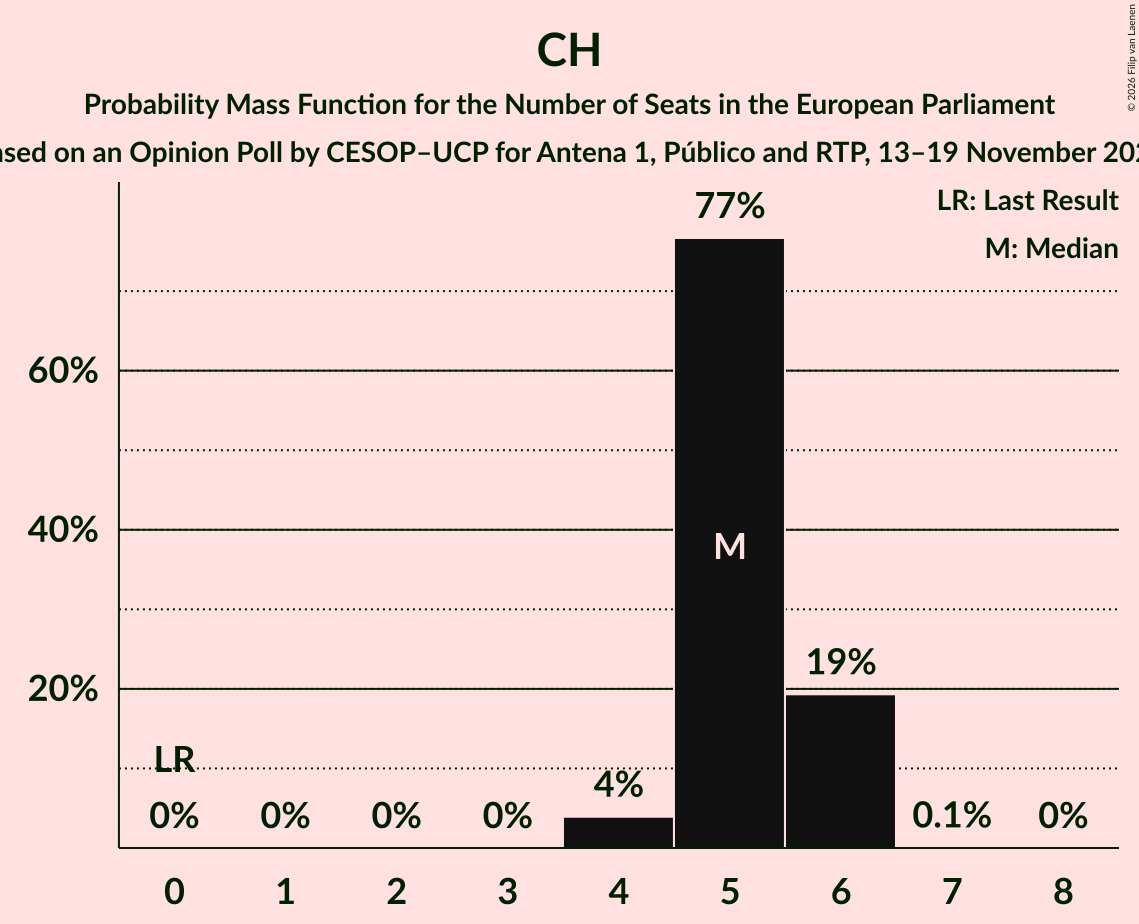 CH
Probability Mass Function for the Number of Seats in the European Parliament
on an Opinion Poll by CESOP–UCP for Antena 1, Público and RTP, 13–19 November
© 2026 Filip van Laenen
LR: Last Result
M: Median
77%
60%
40%
M
19%
20%
LR
4%
0% 0% 0% 0% 0.1% 0%
0 1 2 3 4 5 6 7 8